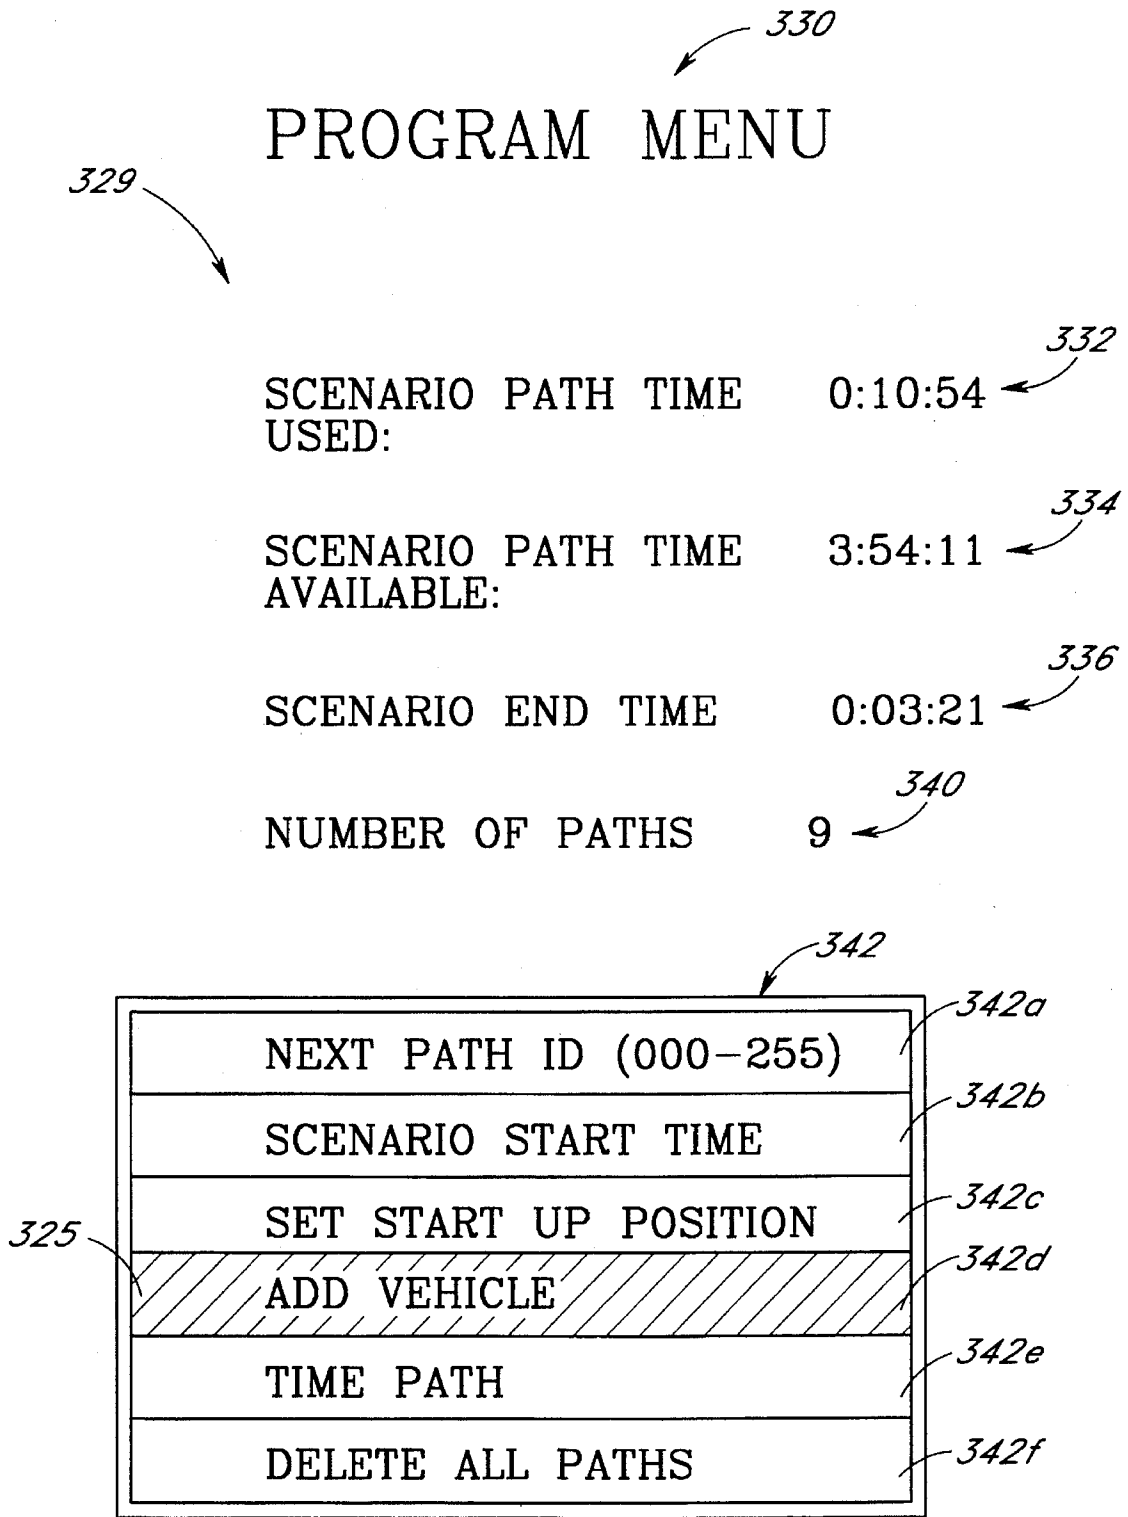 330
PROGRAM MENU
329
332
SCENARIO PATH TIME 0:10:54
USED:
334
SCENARIO PATH TIME 3:54:11
AVAILABLE:
336
SCENARIO END TIME 0:03:21
340
NUMBER OF PATHS 9
342
342a
NEXT PATH ID (000-255)
342b
SCENARIO START TIME
342c
SET START UP POSITION
325
342d
ADD VEHICLE
342e
TIME PATH
342f
DELETE ALL PATHS